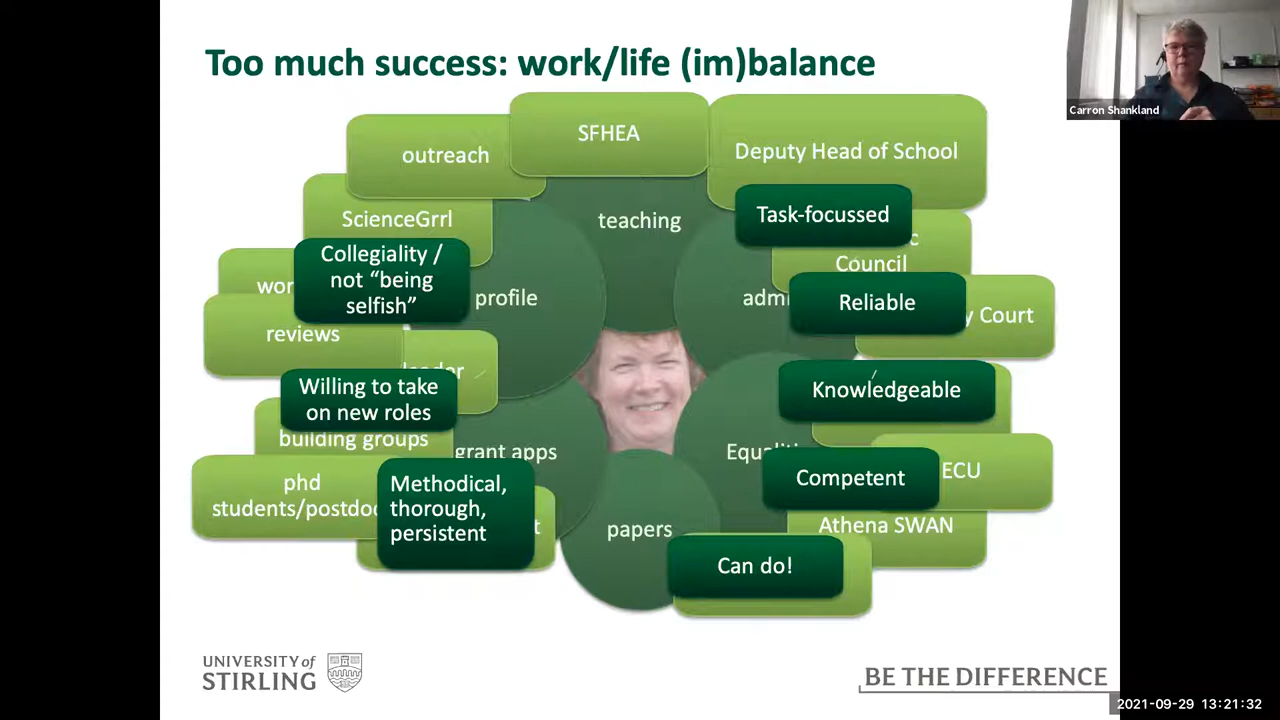 Too much success: work/life (im)balance
Carron Shankland
SFHEA
outreach
Deputy Head of School
ScienceGrrl
teaching
Task-focussed
Council
Collegiality /
not “being
selfish”
profile
Reliable
Court
reviews
Willing to take
on new roles
Knowledgeable
building groups
grant apps
Competent
ECU
phd
Methodical,
thorough,
persistent
papers
Athena SWAN
Can do!
UNIVERSITY of
STIRLING
BE THE DIFFERENCE
2021-09-29 13:21:32